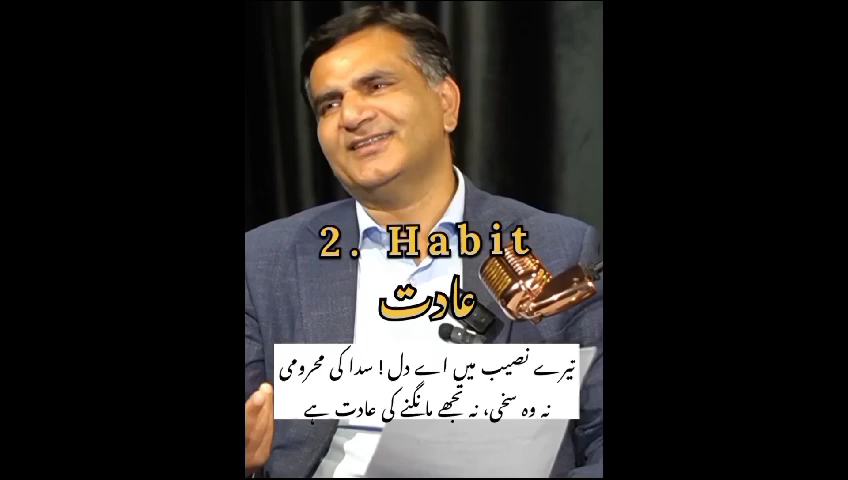 2. Habit
عادت
تیرے نصیب میں اے دل! سدا کی محرومی
نہ وہ سخی، نہ تجھے مانگنے کی عادت ہے